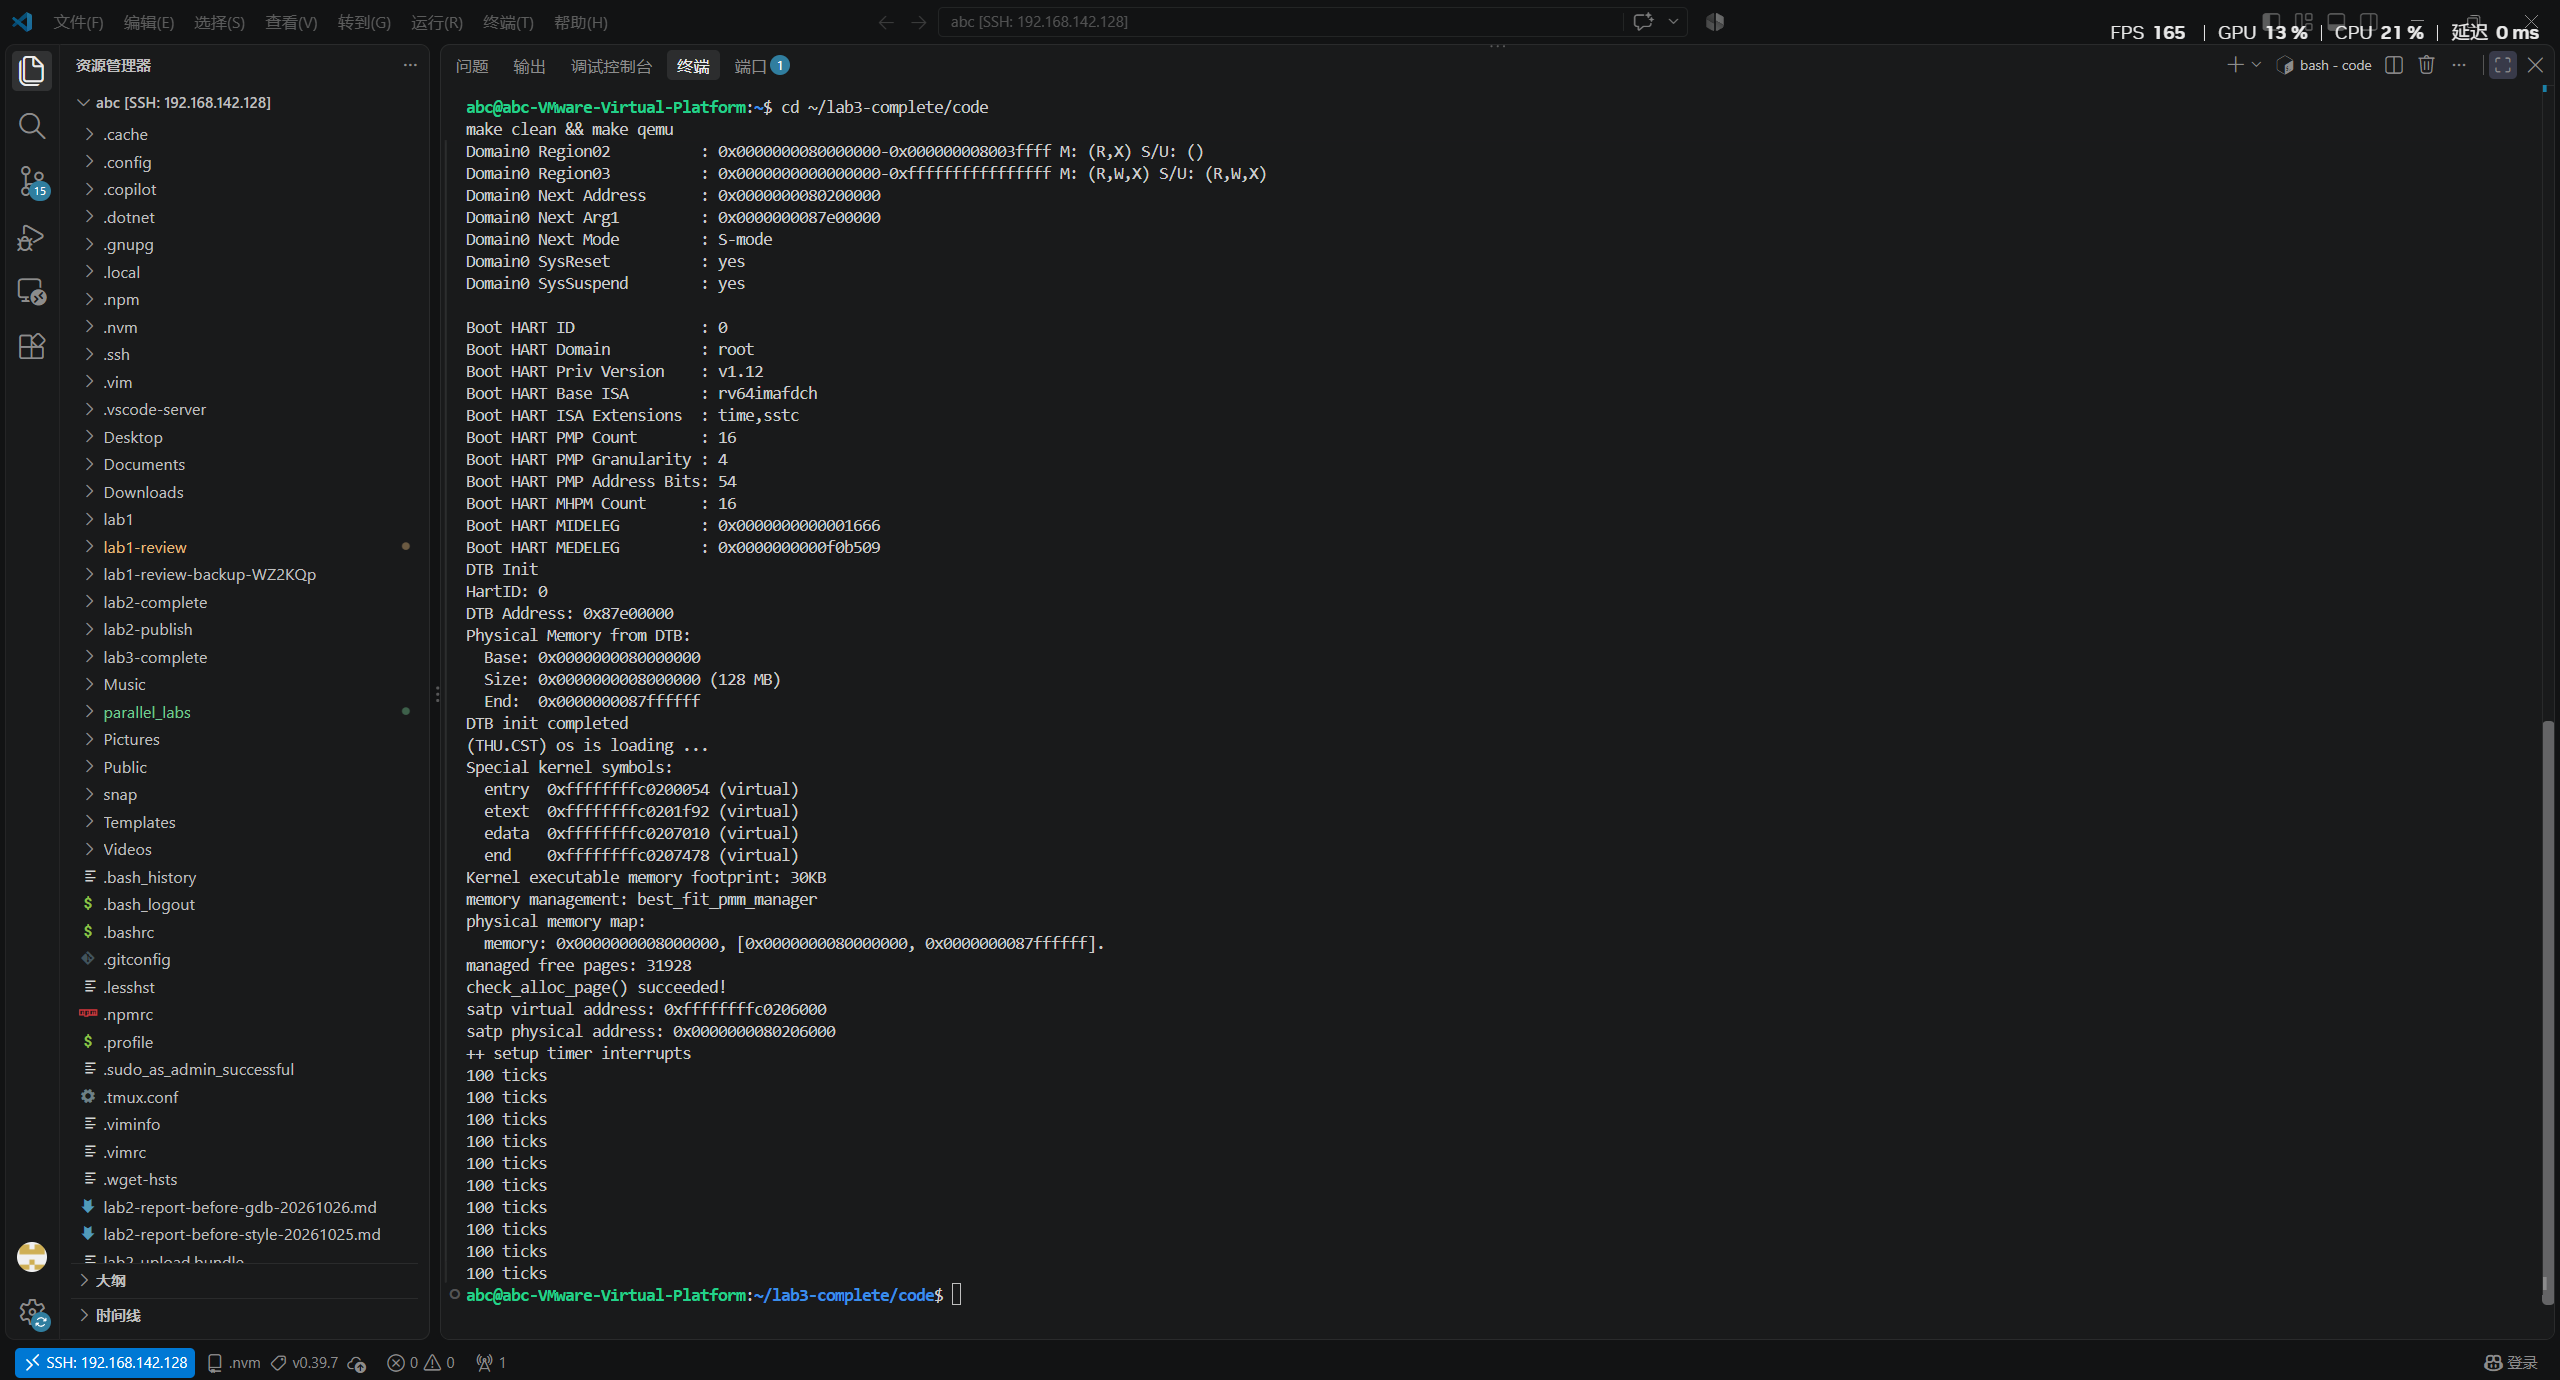 文件(F) 编辑(E) 选择(S) 查看(V) 转到(G) 运行(R) 终端(T) 帮助(H)
abc [SSH: 192.168.142.128]
FPS 165 | GPU 13 % | CPU 21 % | 延迟 0 ms
资源管理器
abc [SSH: 192.168.142.128]
.cache
.config
.copilot
.dotnet
.gnupg
.local
.npm
.nvm
.ssh
.vim
.vscode-server
Desktop
Documents
Downloads
lab1
lab1-review
lab1-review-backup-WZ2KQp
lab2-complete
lab2-publish
lab3-complete
Music
parallel_labs
Pictures
Public
snap
Templates
Videos
.bash_history
.bash_logout
.bashrc
.gitconfig
.lesshst
.npmrc
.profile
.sudo_as_admin_successful
.tmux.conf
.viminfo
.vimrc
.wget-hsts
lab2-report-before-gdb-20261026.md
lab2-report-before-style-20261025.md
lab2-upload.bundle
大纲
时间线
15
问题 输出 调试控制台 终端 端口 1
bash - code
abc@abc-VMware-Virtual-Platform:~$ cd ~/lab3-complete/code
make clean && make qemu
Domain0 Region02          : 0x0000000080000000-0x000000008003ffff M: (R,X) S/U: ()
Domain0 Region03          : 0x0000000000000000-0xffffffffffffffff M: (R,W,X) S/U: (R,W,X)
Domain0 Next Address      : 0x0000000080200000
Domain0 Next Arg1         : 0x0000000087e00000
Domain0 Next Mode         : S-mode
Domain0 SysReset          : yes
Domain0 SysSuspend        : yes
Boot HART ID              : 0
Boot HART Domain          : root
Boot HART Priv Version    : v1.12
Boot HART Base ISA        : rv64imafdch
Boot HART ISA Extensions  : time,sstc
Boot HART PMP Count       : 16
Boot HART PMP Granularity : 4
Boot HART PMP Address Bits: 54
Boot HART MHPM Count      : 16
Boot HART MIDELEG         : 0x0000000000001666
Boot HART MEDELEG         : 0x0000000000f0b509
DTB Init
HartID: 0
DTB Address: 0x87e00000
Physical Memory from DTB:
  Base: 0x0000000080000000
  Size: 0x0000000008000000 (128 MB)
  End:  0x0000000087ffffff
DTB init completed
(THU.CST) os is loading ...
Special kernel symbols:
  entry  0xffffffffc0200054 (virtual)
  etext  0xffffffffc0201f92 (virtual)
  edata  0xffffffffc0207010 (virtual)
  end    0xffffffffc0207478 (virtual)
Kernel executable memory footprint: 30KB
memory management: best_fit_pmm_manager
physical memory map:
  memory: 0x0000000008000000, [0x0000000080000000, 0x0000000087ffffff].
managed free pages: 31928
check_alloc_page() succeeded!
satp virtual address: 0xffffffffc0206000
satp physical address: 0x0000000080206000
++ setup timer interrupts
100 ticks
100 ticks
100 ticks
100 ticks
100 ticks
100 ticks
100 ticks
100 ticks
100 ticks
100 ticks
abc@abc-VMware-Virtual-Platform:~/lab3-complete/code$
SSH: 192.168.142.128 .nvm v0.39.7 0 0 1 登录